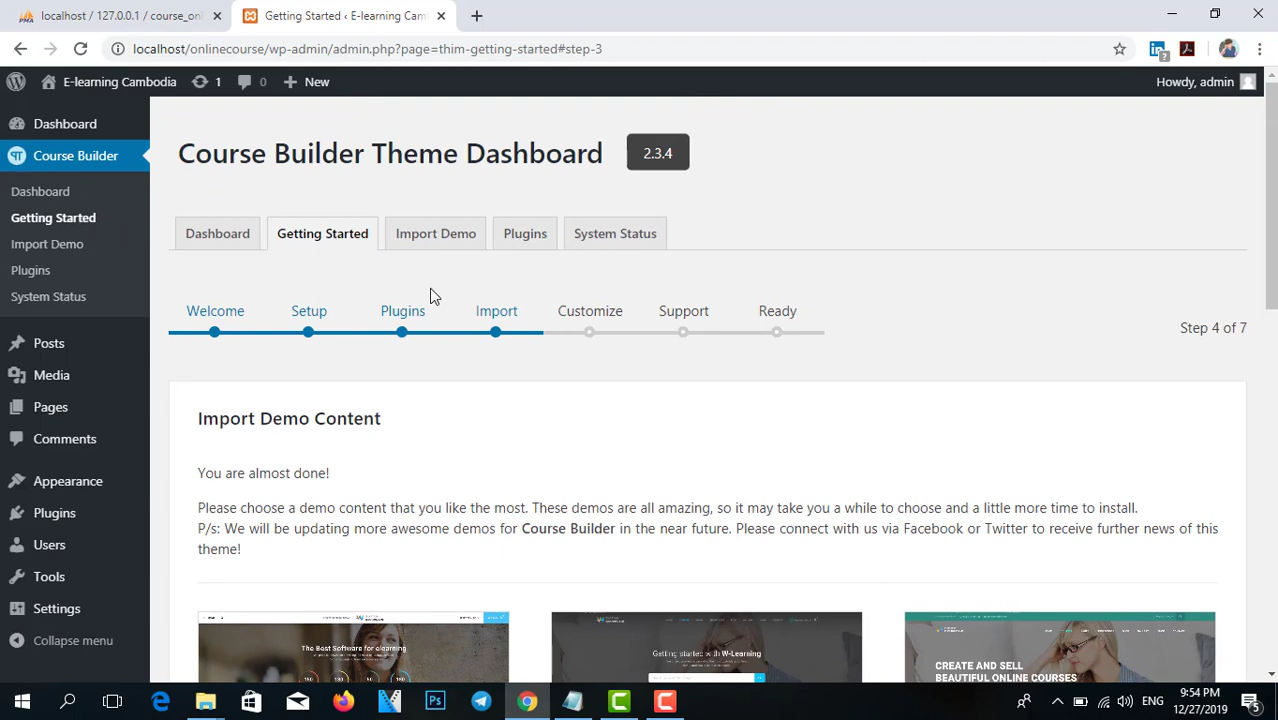 localhost / 127.0.0.1 / course_onl
Getting Started ‹ E-learning Cam
localhost/onlinecourse/wp-admin/admin.php?page=thim-getting-started#step-3
E-learning Cambodia
1
0
New
Howdy, admin
Dashboard
Course Builder
Dashboard
Getting Started
Import Demo
Plugins
System Status
Posts
Media
Pages
Comments
Appearance
Plugins
Users
Tools
Settings
Collapse menu
Course Builder Theme Dashboard
2.3.4
Dashboard
Getting Started
Import Demo
Plugins
System Status
Welcome
Setup
Plugins
Import
Customize
Support
Ready
Step 4 of 7
Import Demo Content
You are almost done!
Please choose a demo content that you like the most. These demos are all amazing, so it may take you a while to choose and a little more time to install.
P/s: We will be updating more awesome demos for Course Builder in the near future. Please connect with us via Facebook or Twitter to receive further news of this
theme!
The Best Software for elearning
Getting started with W-Learning
CREATE AND SELL
BEAUTIFUL ONLINE COURSES
ENG
9:54 PM
12/27/2019
5